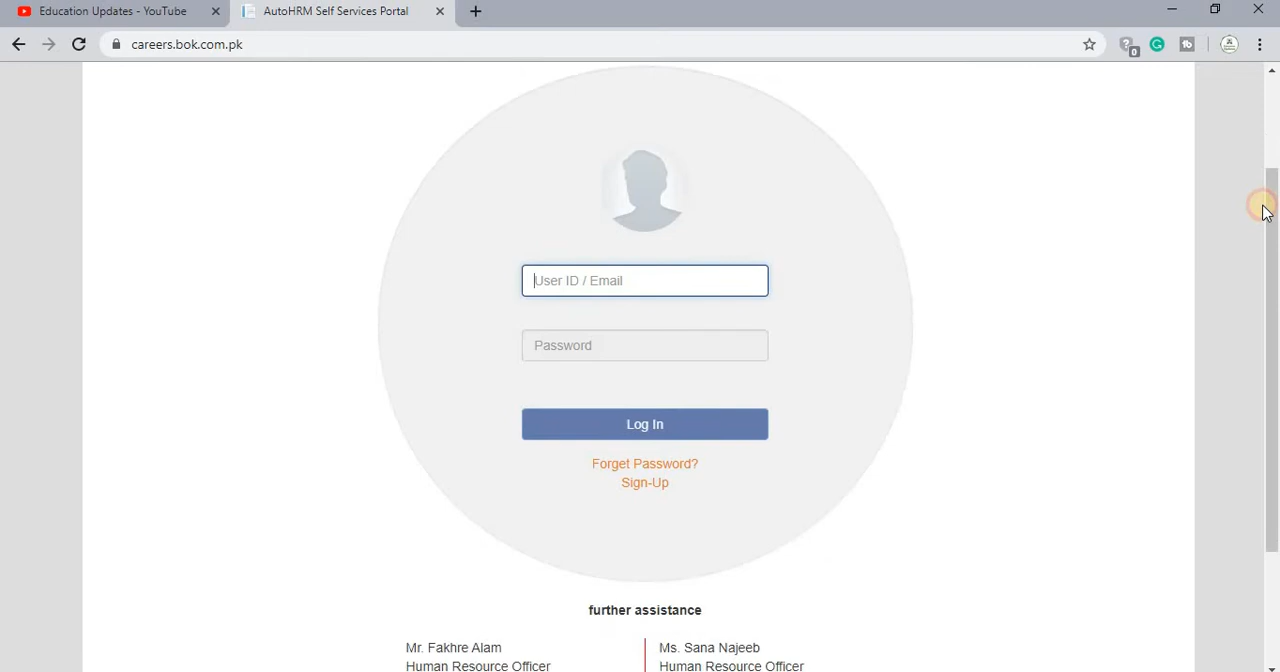 Education Updates - YouTube
AutoHRM Self Services Portal
careers.bok.com.pk
0
User ID / Email
Password
Log In
Forget Password?
Sign-Up
further assistance
Mr. Fakhre Alam
Human Resource Officer
Ms. Sana Najeeb
Human Resource Officer